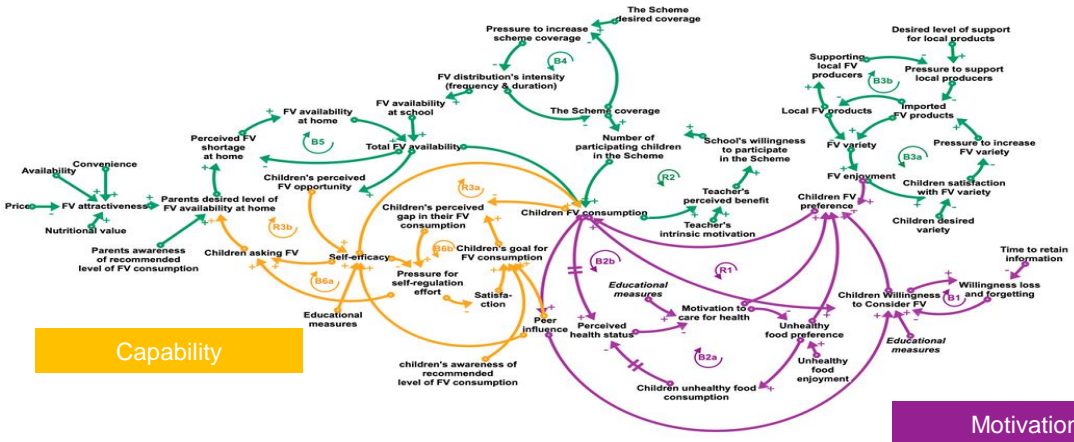 The Scheme
desired coverage
Pressure to increase
scheme coverage
B4
FV distribution's intensity
(frequency & duration)
The Scheme coverage
FV availability
at school
FV availability
at home
B5
Perceived FV
shortage
at home
Total FV availability
Number of
participating children
in the Scheme
School's willingness
to participate
in the Scheme
R2
Teacher's
perceived benefit
Teacher's
intrinsic motivation
Desired level of support
for local products
Supporting
local FV
producers
B3b
Pressure to support
local producers
Local FV products
Imported
FV products
FV variety
B3a
Pressure to increase
FV variety
FV enjoyment
Children satisfaction
with FV variety
Children desired
variety
Convenience
Availability
Price
FV attractiveness
Nutritional value
Parents desired level of
FV availability at home
Parents awareness of
recommended
level of FV consumption
Children's perceived
FV opportunity
R3a
Children's perceived
gap in their FV
consumption
Children FV consumption
Children FV
preference
R3b
Children asking FV
B6a
Self-efficacy
B6b
Children's goal for
FV consumption
Pressure for
self-regulation
effort
Satisfa-
ction
Educational
measures
children's awareness of
recommended
level of FV consumption
Peer
influence
B2b
R1
Educational
measures
Perceived
health status
Motivation to
care for health
B2a
Unhealthy
food preference
Unhealthy
food
enjoyment
Children unhealthy food
consumption
Children Willingness
to Consider FV
Time to retain
information
Willingness loss
and forgetting
B1
Educational
measures
Capability
Motivation